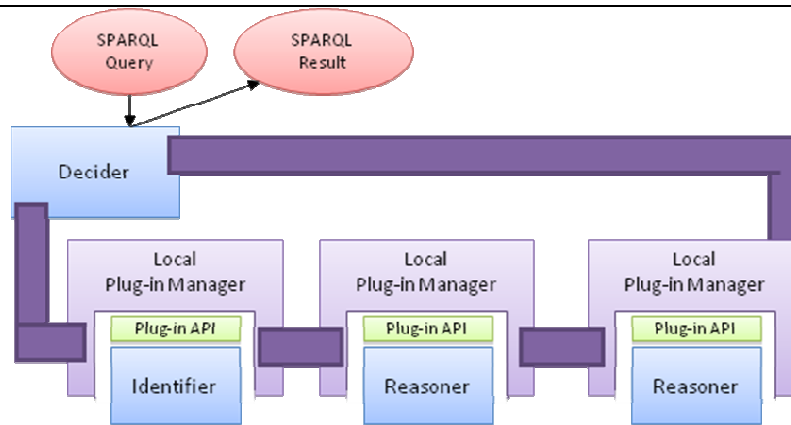 SPARQL
Query
SPARQL
Result
Decider
Local
Plug-in Manager
Local
Plug-in Manager
Local
Plug-in Manager
Plug-in API
Plug-in API
Plug-in API
Identifier
Reasoner
Reasoner